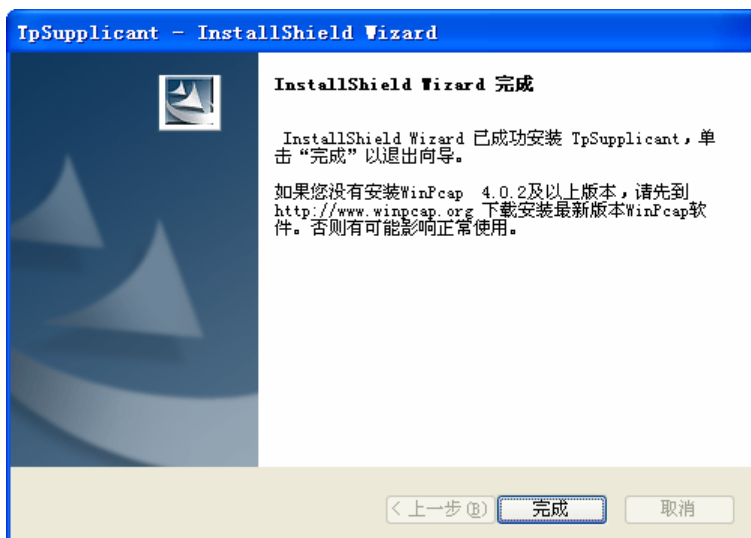 TpSupplicant - InstallShield Wizard
InstallShield Wizard 完成
InstallShield Wizard 已成功安装 TpSupplicant，单
击“完成”以退出向导。
如果您没有安装WinPcap 4.0.2及以上版本，请先到
http://www.winpcap.org 下载安装最新版本WinPcap软
件。否则有可能影响正常使用。
< 上一步(B)
完成
取消